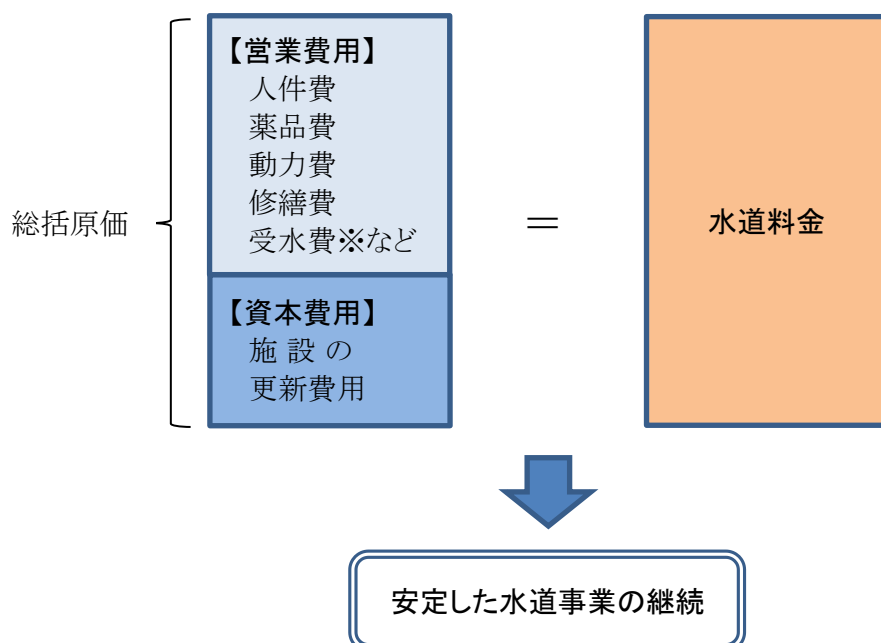 総括原価
【営業費用】
人件費
薬品費
動力費
修繕費
受水費※など
【資本費用】
施 設 の
更新費用
＝
水道料金
安定した水道事業の継続